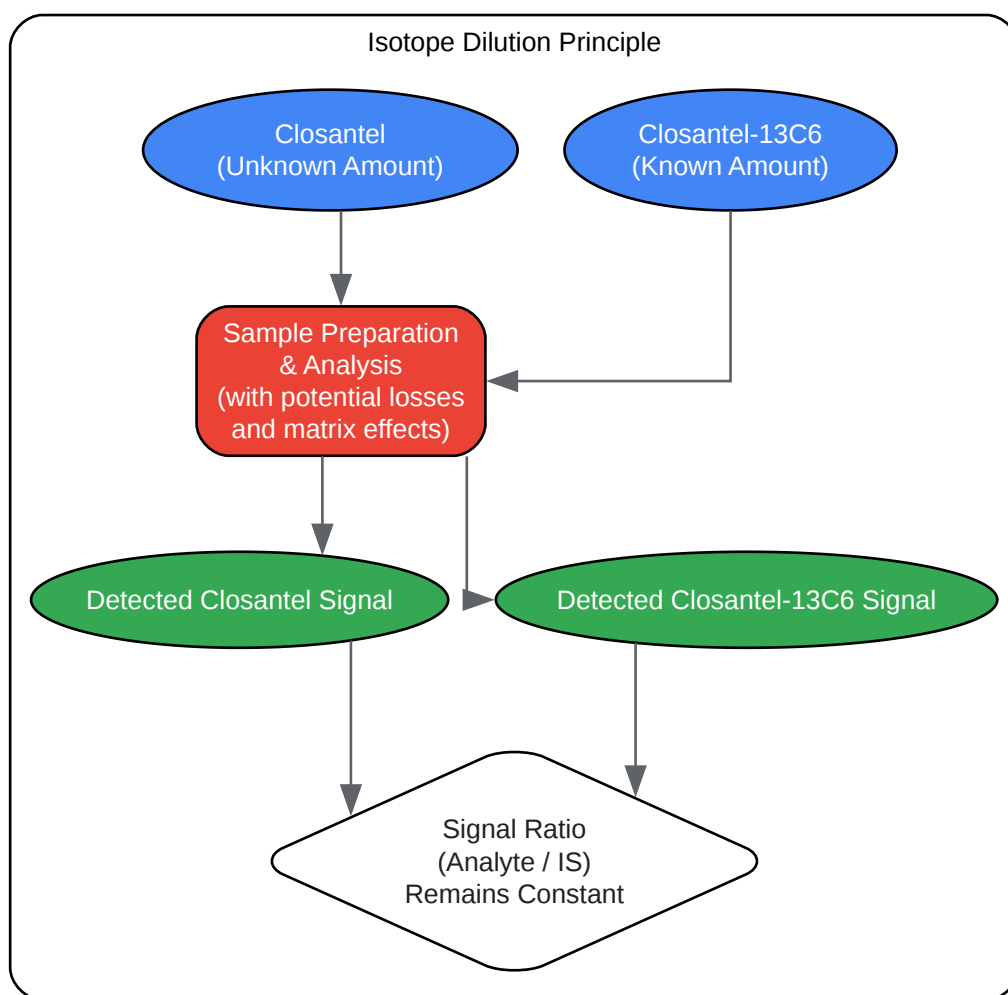 Isotope Dilution Principle
Closantel
(Unknown Amount)
Closantel-13C6
(Known Amount)
Sample Preparation
& Analysis
(with potential losses
and matrix effects)
Detected Closantel Signal
Detected Closantel-13C6 Signal
Signal Ratio
(Analyte / IS)
Remains Constant